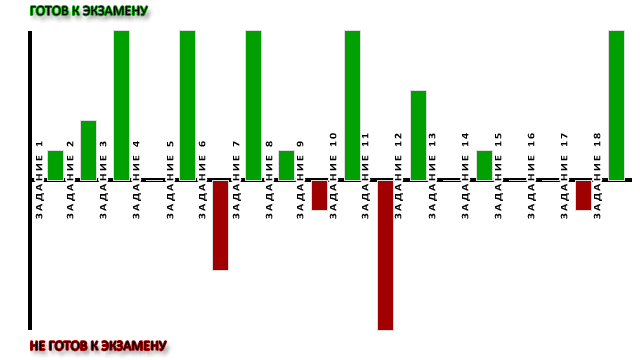 ГОТОВ К ЭКЗАМЕНУ
ЗАДАНИЕ 1
ЗАДАНИЕ 2
ЗАДАНИЕ 3
ЗАДАНИЕ 4
ЗАДАНИЕ 5
ЗАДАНИЕ 6
ЗАДАНИЕ 7
ЗАДАНИЕ 8
ЗАДАНИЕ 9
ЗАДАНИЕ 10
ЗАДАНИЕ 11
ЗАДАНИЕ 12
ЗАДАНИЕ 13
ЗАДАНИЕ 14
ЗАДАНИЕ 15
ЗАДАНИЕ 16
ЗАДАНИЕ 17
ЗАДАНИЕ 18
НЕ ГОТОВ К ЭКЗАМЕНУ